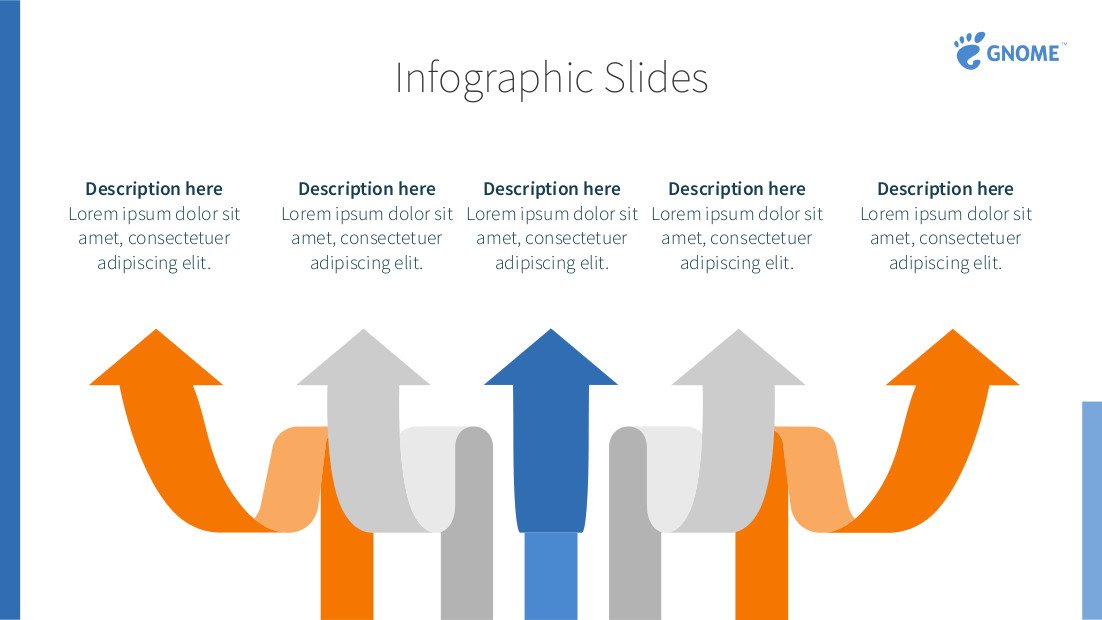 GNOME™
Infographic Slides
Description here
Lorem ipsum dolor sit
amet, consectetuer
adipiscing elit.
Description here
Lorem ipsum dolor sit
amet, consectetuer
adipiscing elit.
Description here
Lorem ipsum dolor sit
amet, consectetuer
adipiscing elit.
Description here
Lorem ipsum dolor sit
amet, consectetuer
adipiscing elit.
Description here
Lorem ipsum dolor sit
amet, consectetuer
adipiscing elit.